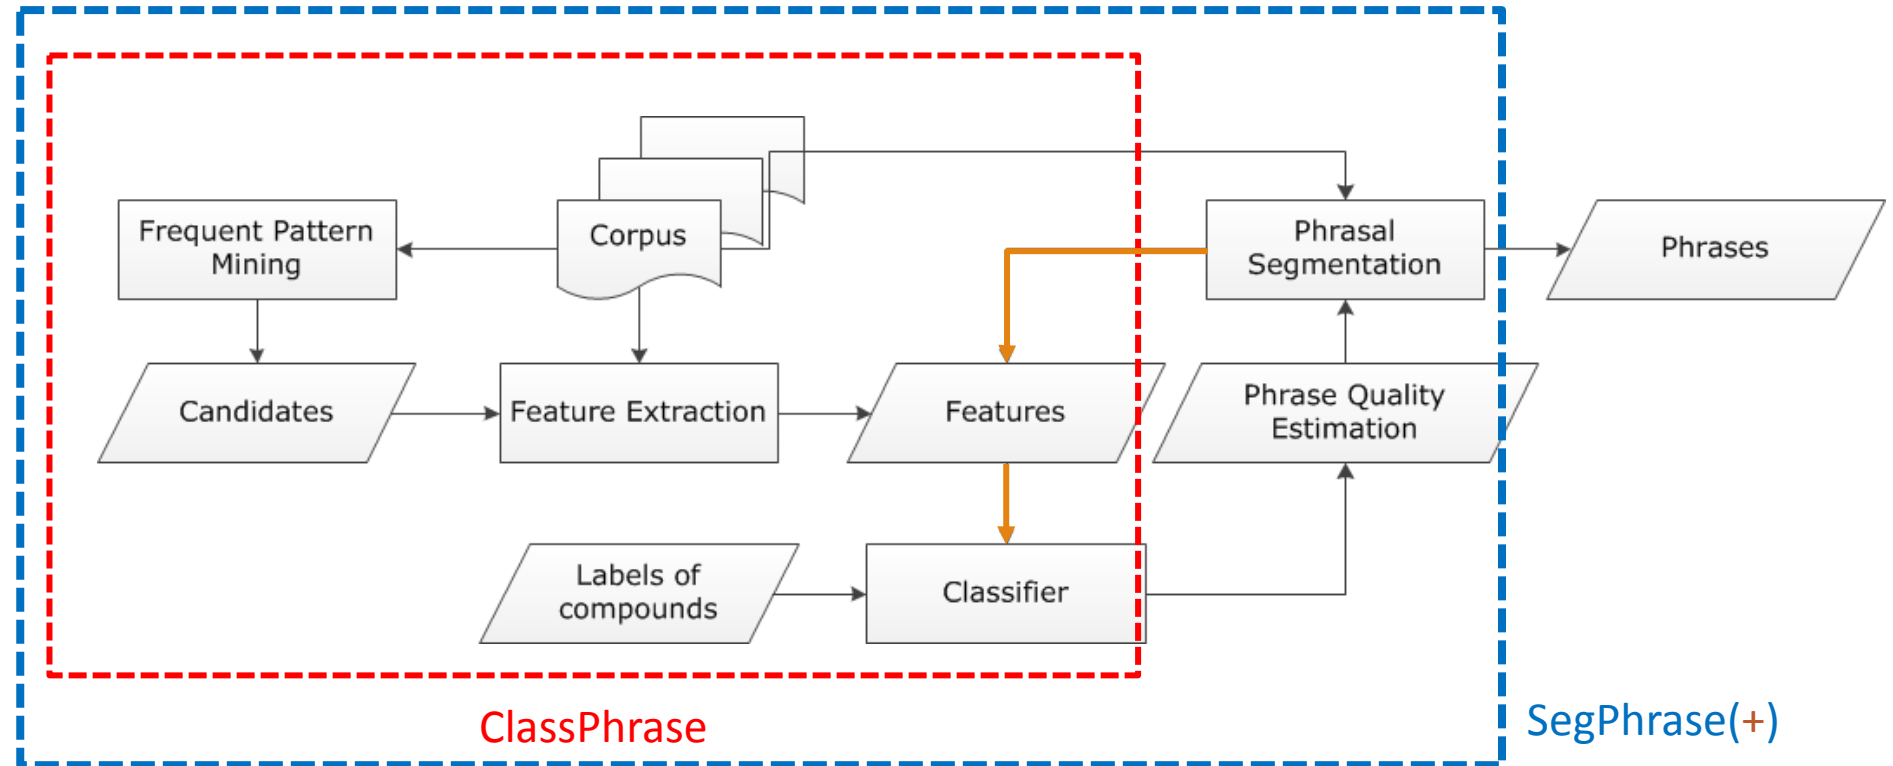 Frequent Pattern
Mining
Corpus
Phrasal
Segmentation
Phrases
Candidates
Feature Extraction
Features
Phrase Quality
Estimation
Labels of
compounds
Classifier
ClassPhrase
SegPhrase(+)